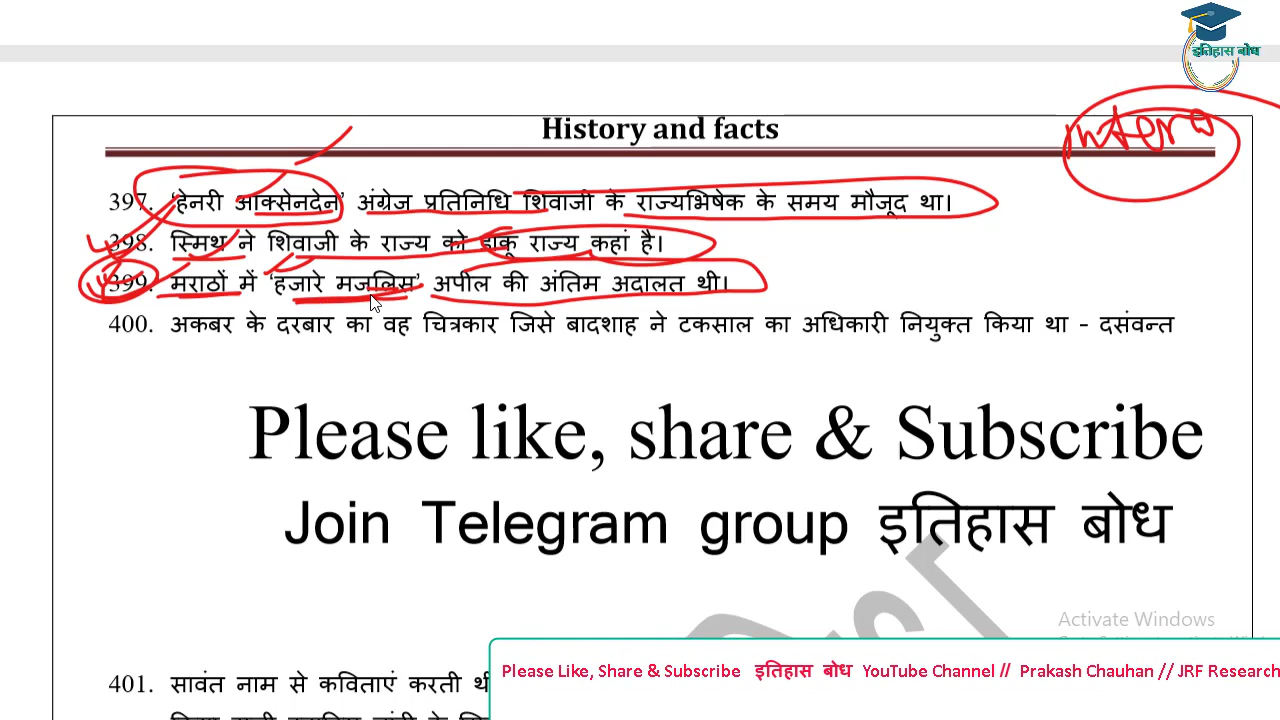 इतिहास बोध
History and facts
397. ‘हेनरी आक्सेनदेन’ अंग्रेज प्रतिनिधि शिवाजी के राज्यभिषेक के समय मौजूद था।
398. स्मिथ ने शिवाजी के राज्य को डाकू राज्य कहां है।
399. मराठों में ‘हजारे मजलिस’ अपील की अंतिम अदालत थी।
400. अकबर के दरबार का वह चित्रकार जिसे बादशाह ने टकसाल का अधिकारी नियुक्त किया था - दसंवन्त
Please like, share & Subscribe
Join Telegram group इतिहास बोध
Activate Windows
401. सावंत नाम से कविताएं करती थी
Please Like, Share & Subscribe इतिहास बोध YouTube Channel // Prakash Chauhan // JRF Research